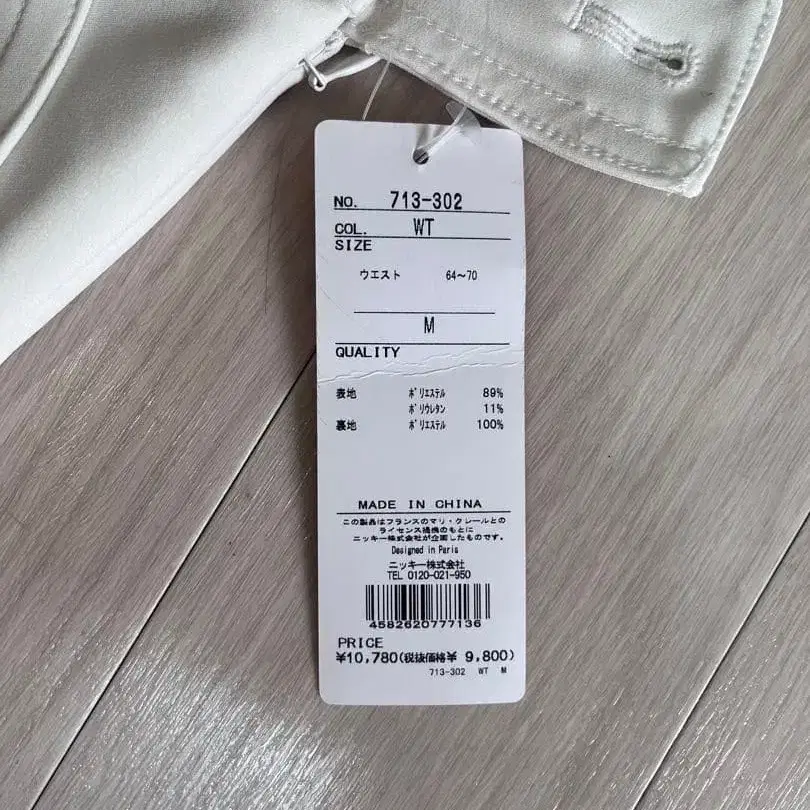 NO. 713-302
COL. WT
SIZE
ウエスト 64~70
M
QUALITY
表地 ポリエステル 89%
ポリウレタン 11%
裏地 ポリエステル 100%
MADE IN CHINA
この製品はフランスのマリ・クレールとの
ライセンス提携のもとに
ニッキー株式会社が企画したものです。
Designed in Paris
ニッキー株式会社
TEL 0120-021-950
4582620777136
PRICE
¥10,780(税抜価格¥ 9,800)
713-302 WT M